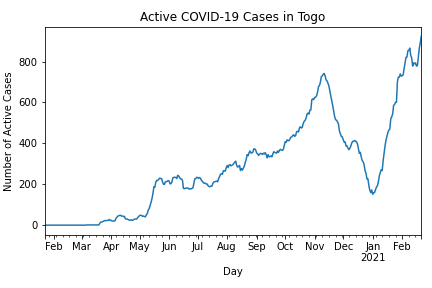 Active COVID-19 Cases in Togo
Number of Active Cases
800
600
400
200
0
Feb Mar Apr May Jun Jul Aug Sep Oct Nov Dec Jan Feb
2021
Day